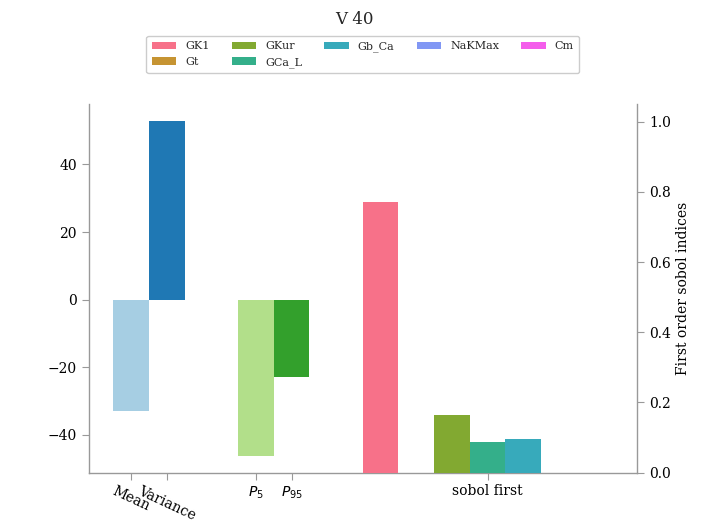 V 40
GK1 GKur Gb_Ca NaKMax Cm
Gt GCa_L
40
20
0
−20
−40
1.0
0.8
0.6
0.4
0.2
0.0
First order sobol indices
Mean
Variance
P5
P95
sobol first